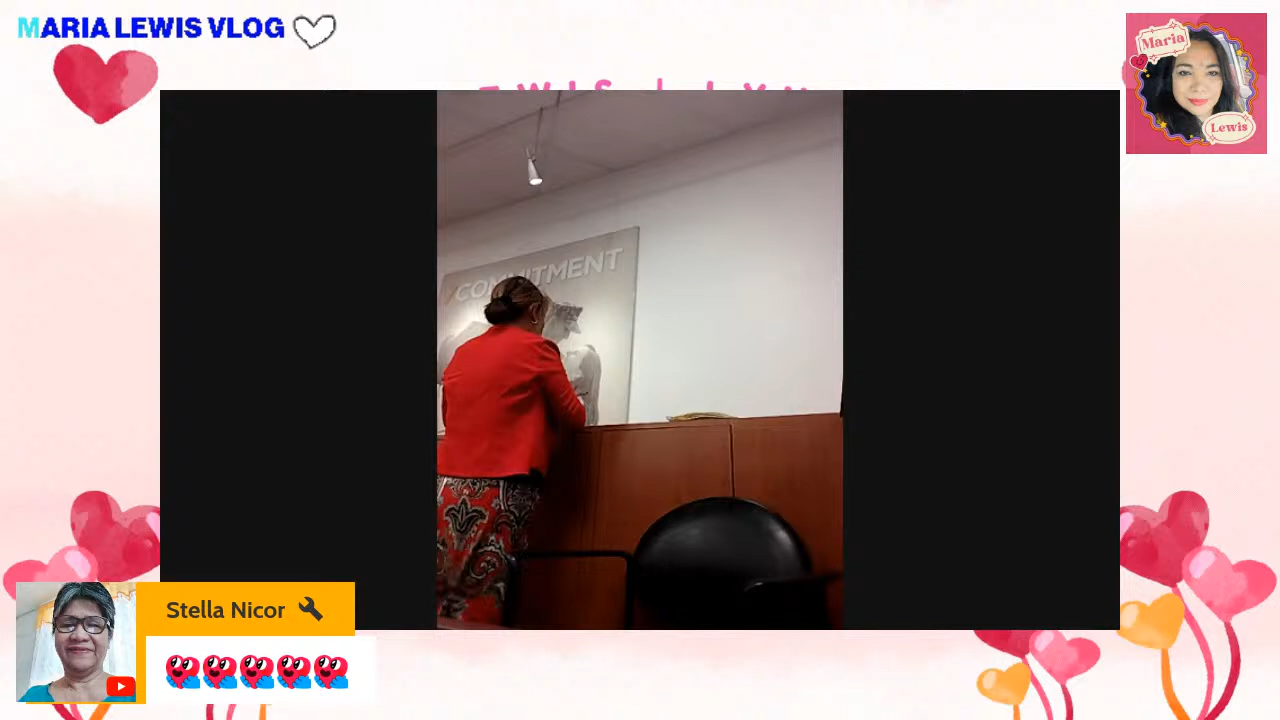 MARIA LEWIS VLOG
Maria
Lewis
COMMITMENT
Stella Nicor